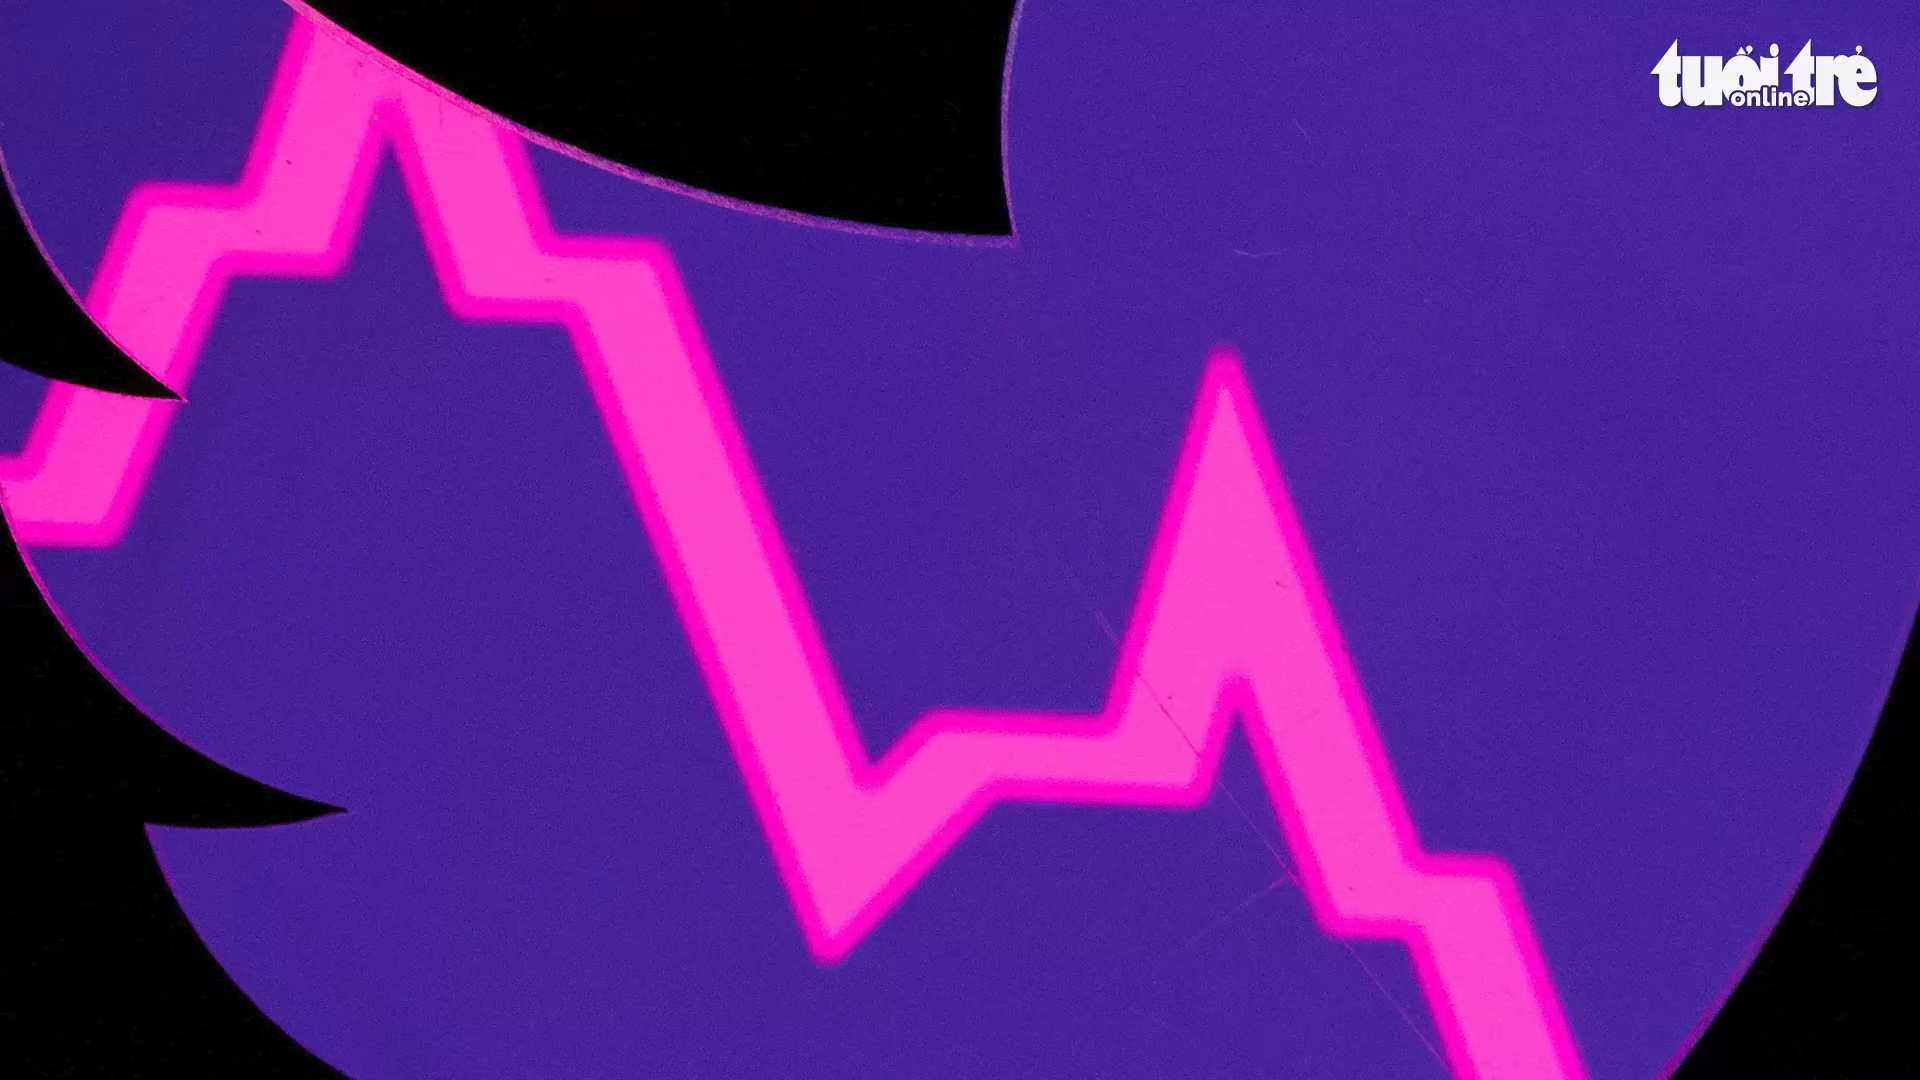 tuổi trẻ
online